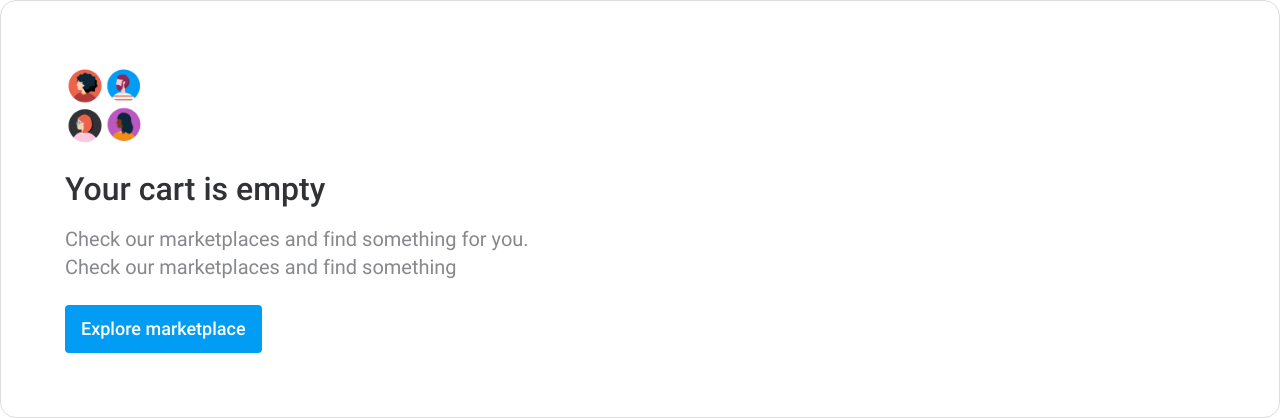 Your cart is empty
Check our marketplaces and find something for you.
Check our marketplaces and find something
Explore marketplace